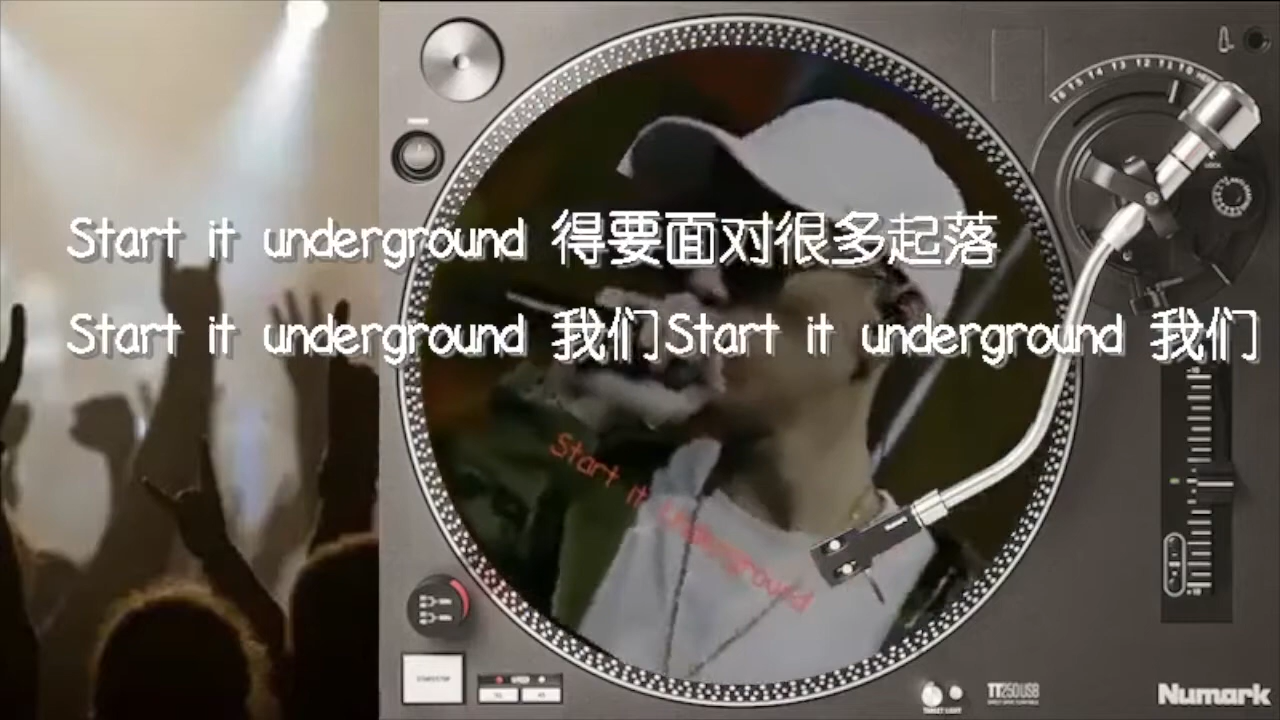 Start it underground 得要面对很多起落
Start it underground 我们Start it underground 我们
Start it underground
TT250USB
Numark